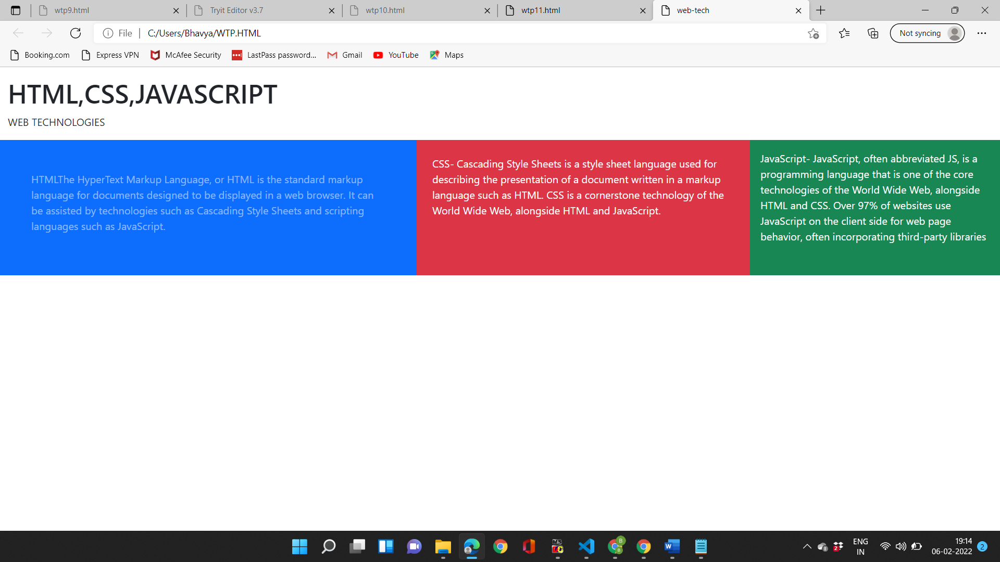 wtp9.html
Tryit Editor v3.7
wtp10.html
wtp11.html
web-tech
File
C:/Users/Bhavya/WTP.HTML
Not syncing
Booking.com
Express VPN
McAfee Security
LastPass password...
Gmail
YouTube
Maps
HTML,CSS,JAVASCRIPT
WEB TECHNOLOGIES
HTMLThe HyperText Markup Language, or HTML is the standard markup
language for documents designed to be displayed in a web browser. It can
be assisted by technologies such as Cascading Style Sheets and scripting
languages such as JavaScript.
CSS- Cascading Style Sheets is a style sheet language used for
describing the presentation of a document written in a markup
language such as HTML. CSS is a cornerstone technology of the
World Wide Web, alongside HTML and JavaScript.
JavaScript- JavaScript, often abbreviated JS, is a
programming language that is one of the core
technologies of the World Wide Web, alongside
HTML and CSS. Over 97% of websites use
JavaScript on the client side for web page
behavior, often incorporating third-party libraries
MS
B
B
W
2
ENG
IN
19:14
06-02-2022
2